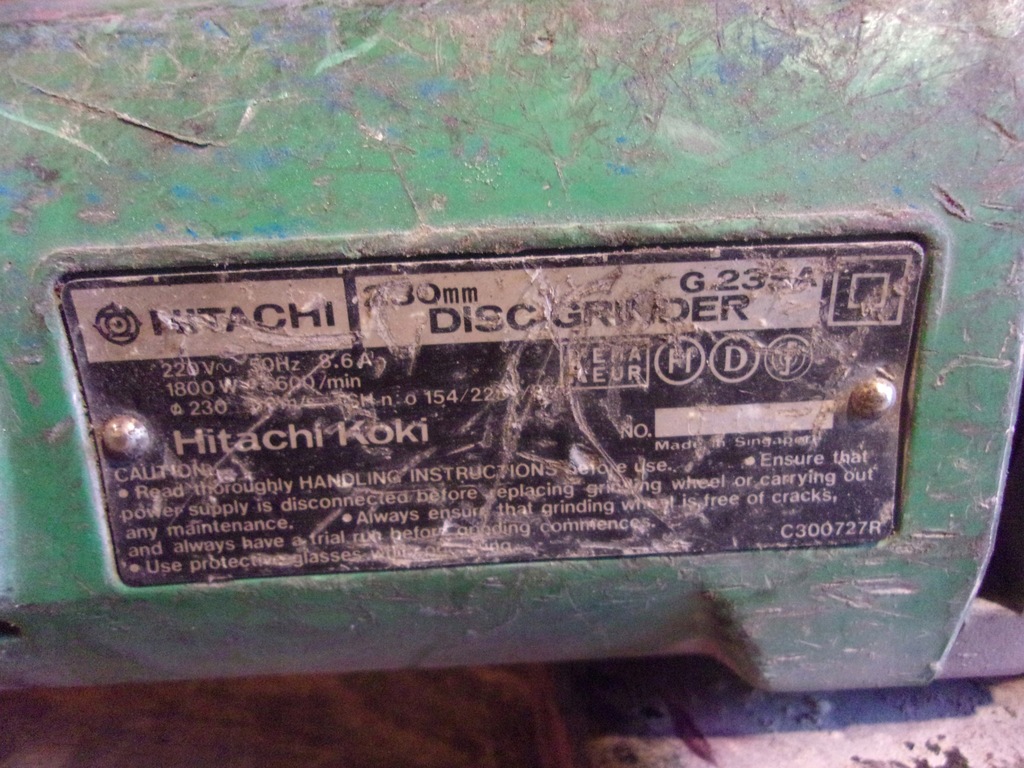 HITACHI
230mm
DISC GRINDER
220V~ 50Hz 8.6A
1800W 6600/min
ø 230
n.o 154/
H D
Hitachi Koki
NO.
Made in Singapore
CAUTION
• Read thoroughly HANDLING INSTRUCTIONS before use. • Ensure that
power supply is disconnected before replacing grinding wheel or carrying out
any maintenance. • Always ensure that grinding wheel is free of cracks,
and always have a trial run before grinding commences.
• Use protective glasses
C300727R